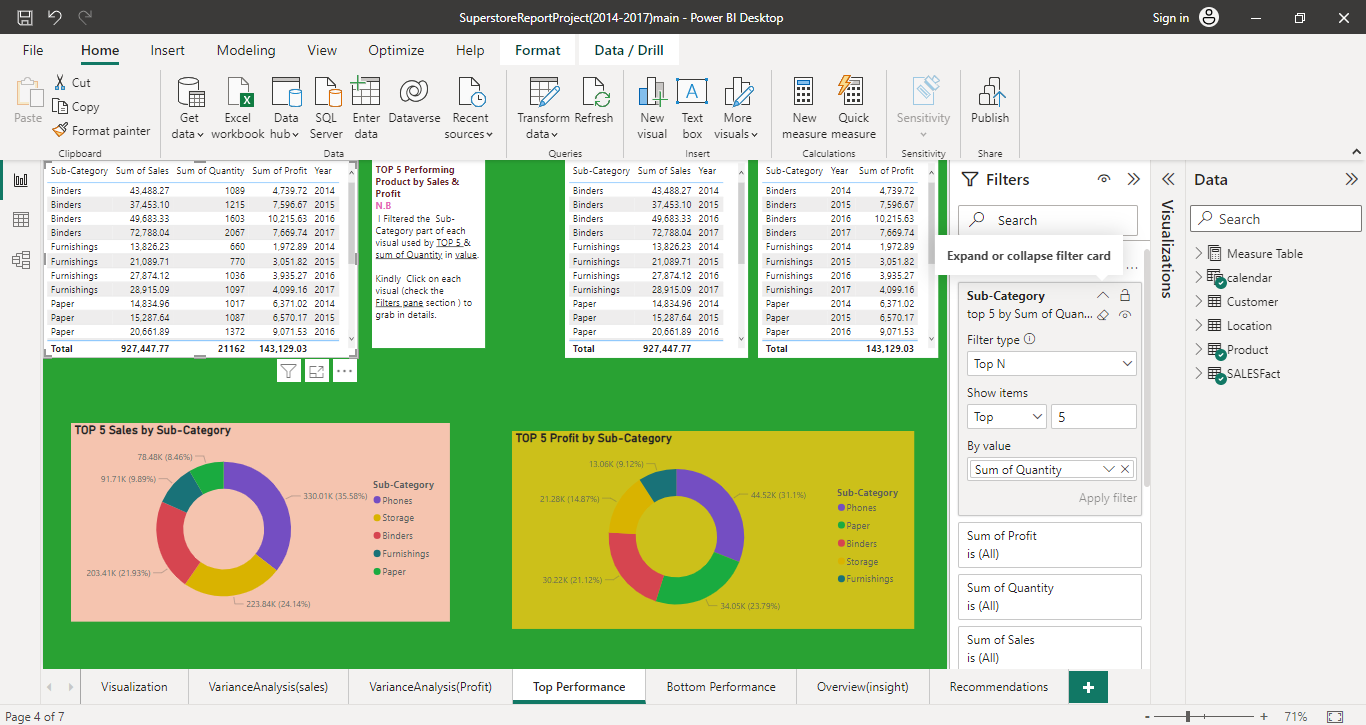 SuperstoreReportProject(2014-2017)main - Power BI Desktop
Sign in
File Home Insert Modeling View Optimize Help Format Data / Drill
Paste
Cut
Copy
Format painter
Clipboard
Get data
Excel workbook
Data hub
SQL Server
Enter data
Dataverse
Recent sources
Data
Transform data
Refresh
Queries
New visual
Text box
More visuals
Insert
New measure
Quick measure
Calculations
Sensitivity
Sensitivity
Publish
Share
Sub-Category Sum of Sales Sum of Quantity Sum of Profit Year
Binders 43,488.27 1089 4,739.72 2014
Binders 37,453.10 1215 7,596.67 2015
Binders 49,683.33 1603 10,215.63 2016
Binders 72,788.04 2067 7,669.74 2017
Furnishings 13,826.23 660 1,972.89 2014
Furnishings 21,089.71 770 3,051.82 2015
Furnishings 27,874.12 1036 3,935.27 2016
Furnishings 28,915.09 1097 4,099.16 2017
Paper 14,834.96 1017 6,371.02 2014
Paper 15,287.64 1087 6,570.17 2015
Paper 20,661.89 1372 9,071.53 2016
Total 927,447.77 21162 143,129.03
TOP 5 Performing
Product by Sales &
Profit
N.B
I Filtered the Sub-
Category part of each
visual used by TOP 5 &
sum of Quantity in value.
Kindly Click on each
visual (check the
Filters pane section ) to
grab in details.
Sub-Category Sum of Sales Year
Binders 43,488.27 2014
Binders 37,453.10 2015
Binders 49,683.33 2016
Binders 72,788.04 2017
Furnishings 13,826.23 2014
Furnishings 21,089.71 2015
Furnishings 27,874.12 2016
Furnishings 28,915.09 2017
Paper 14,834.96 2014
Paper 15,287.64 2015
Paper 20,661.89 2016
Total 927,447.77
Sub-Category Year Sum of Profit
Binders 2014 4,739.72
Binders 2015 7,596.67
Binders 2016 10,215.63
Binders 2017 7,669.74
Furnishings 2014 1,972.89
Furnishings 2015 3,051.82
Furnishings 2016 3,935.27
Furnishings 2017 4,099.16
Paper 2014 6,371.02
Paper 2015 6,570.17
Paper 2016 9,071.53
Total 143,129.03
TOP 5 Sales by Sub-Category
78.48K (8.46%)
91.71K (9.89%)
330.01K (35.58%)
203.41K (21.93%)
223.84K (24.14%)
Sub-Category
Phones
Storage
Binders
Furnishings
Paper
TOP 5 Profit by Sub-Category
13.06K (9.12%)
21.28K (14.87%)
44.52K (31.1%)
30.22K (21.12%)
34.05K (23.79%)
Sub-Category
Phones
Paper
Binders
Storage
Furnishings
Filters
Search
Expand or collapse filter card
Sub-Category
top 5 by Sum of Quan...
Filter type
Top N
Show items
Top 5
By value
Sum of Quantity
Apply filter
Sum of Profit
is (All)
Sum of Quantity
is (All)
Sum of Sales
is (All)
Visualizations
Data
Search
Measure Table
calendar
Customer
Location
Product
SALESFact
Visualization VarianceAnalysis(sales) VarianceAnalysis(Profit) Top Performance Bottom Performance Overview(insight) Recommendations
Page 4 of 7
71%